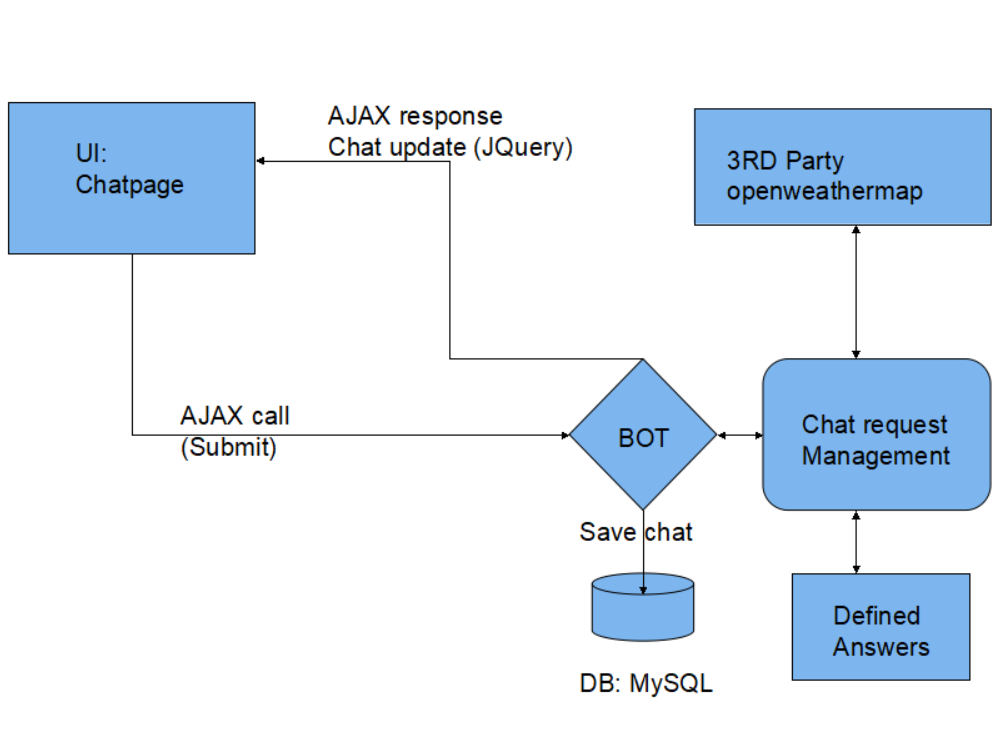 AJAX response
Chat update (JQuery)
UI:
Chatpage
3RD Party
openweathermap
AJAX call
(Submit)
BOT
Chat request
Management
Save chat
Defined
Answers
DB: MySQL